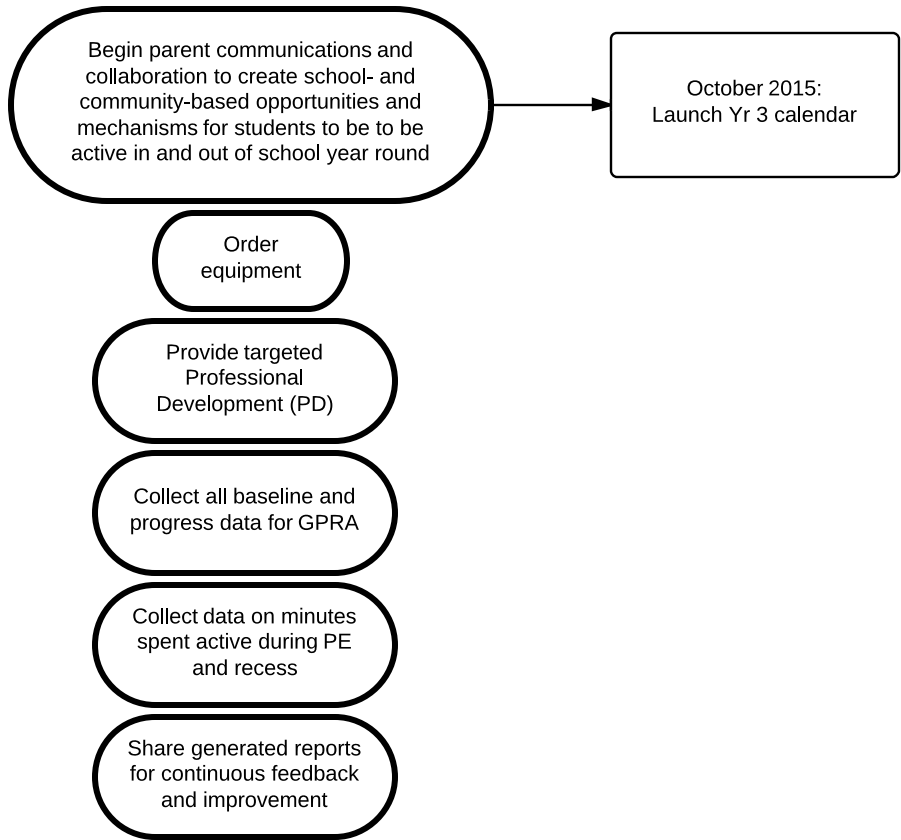 Begin parent communications and
collaboration to create school- and
community-based opportunities and
mechanisms for students to be to be
active in and out of school year round
October 2015:
Launch Yr 3 calendar
Order
equipment
Provide targeted
Professional
Development (PD)
Collect all baseline and
progress data for GPRA
Collect data on minutes
spent active during PE
and recess
Share generated reports
for continuous feedback
and improvement